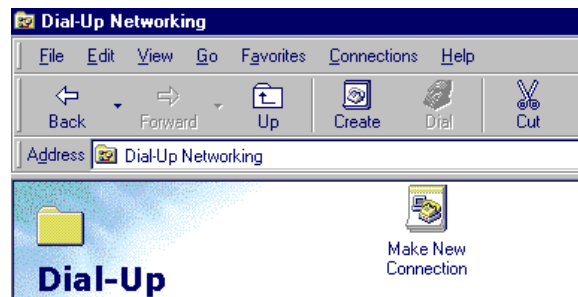 Dial-Up Networking
File Edit View Go Favorites Connections Help
Back Forward Up Create Dial Cut
Address Dial-Up Networking
Make New
Connection
Dial-Up